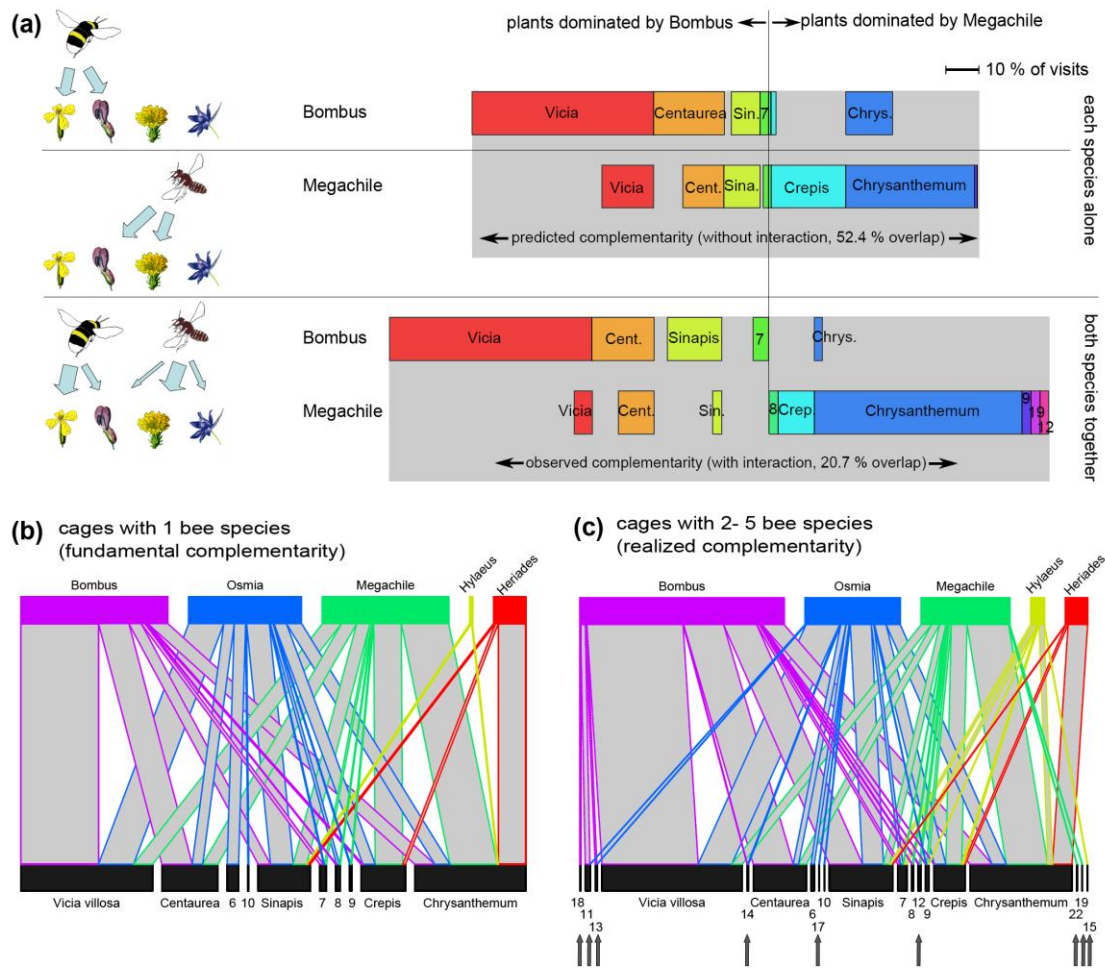 (a)
plants dominated by Bombus
plants dominated by Megachile
10 % of visits
Bombus
Vicia
Centaurea
Sin.
7
Chrys.
Megachile
Vicia
Cent.
Sina.
Crepis
Chrysanthemum
predicted complementarity (without interaction, 52.4 % overlap)
each species alone
Bombus
Vicia
Cent.
Sinapis
7
Chrys.
Megachile
Vicia
Cent.
Sin.
8
Crep.
Chrysanthemum
9
19
12
observed complementarity (with interaction, 20.7 % overlap)
both species together
(b)
cages with 1 bee species
(fundamental complementarity)
Bombus
Osmia
Megachile
Hylaeus
Heriades
Vicia villosa
Centaurea
6
10
Sinapis
7
8
9
Crepis
Chrysanthemum
(c)
cages with 2- 5 bee species
(realized complementarity)
Bombus
Osmia
Megachile
Hylaeus
Heriades
18
11
13
Vicia villosa
14
Centaurea
6
17
10
Sinapis
7
8
12
9
Crepis
Chrysanthemum
22
19
15